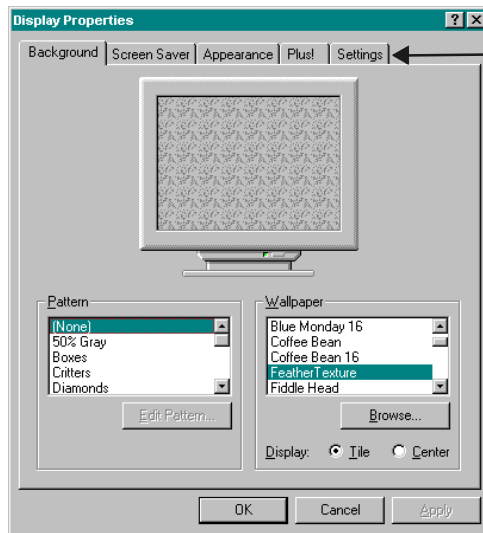 Display Properties
Background Screen Saver Appearance Plus! Settings
Pattern
(None)
50% Gray
Boxes
Critters
Diamonds
Edit Pattern...
Wallpaper
Blue Monday 16
Coffee Bean
Coffee Bean 16
FeatherTexture
Fiddle Head
Browse...
Display: Tile Center
OK Cancel Apply